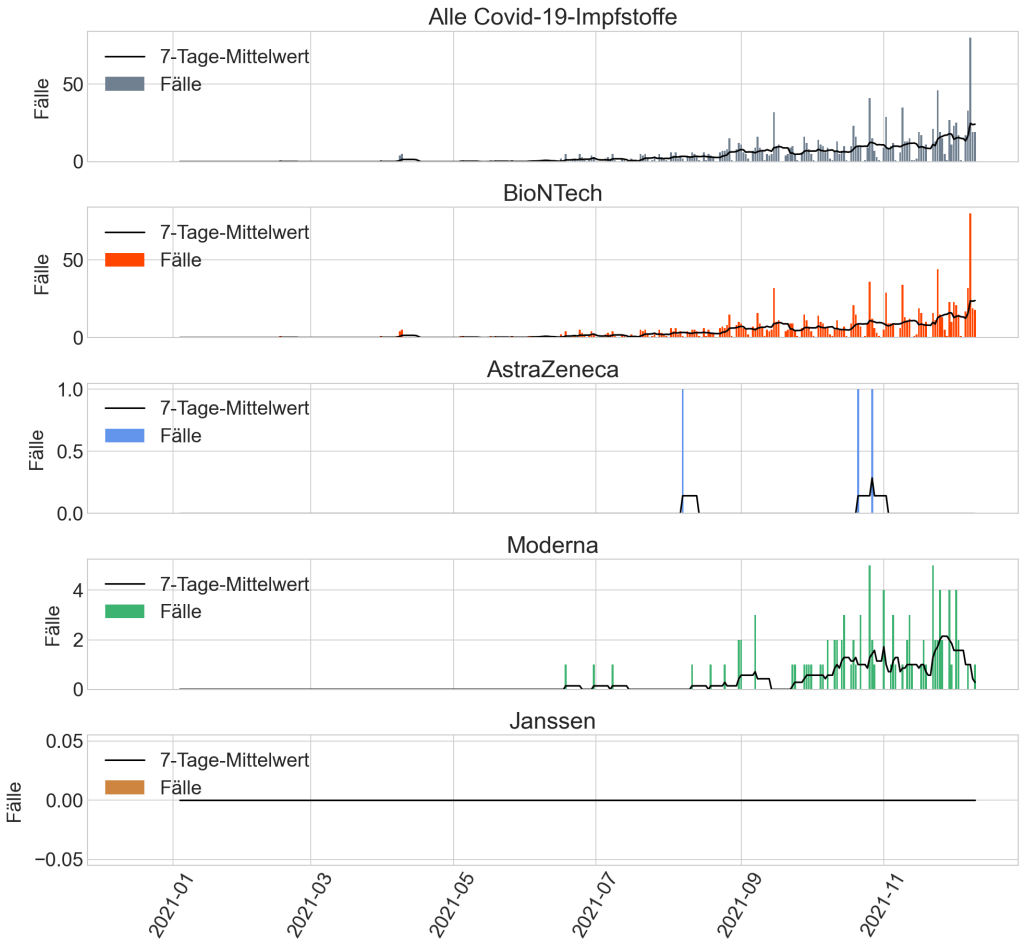 Alle Covid-19-Impfstoffe
7-Tage-Mittelwert
Fälle
Fälle
50
0
BioNTech
7-Tage-Mittelwert
Fälle
Fälle
50
0
AstraZeneca
7-Tage-Mittelwert
Fälle
Fälle
1.0
0.5
0.0
Moderna
7-Tage-Mittelwert
Fälle
Fälle
4
2
0
Janssen
7-Tage-Mittelwert
Fälle
Fälle
0.05
0.00
−0.05
2021-01
2021-03
2021-05
2021-07
2021-09
2021-11